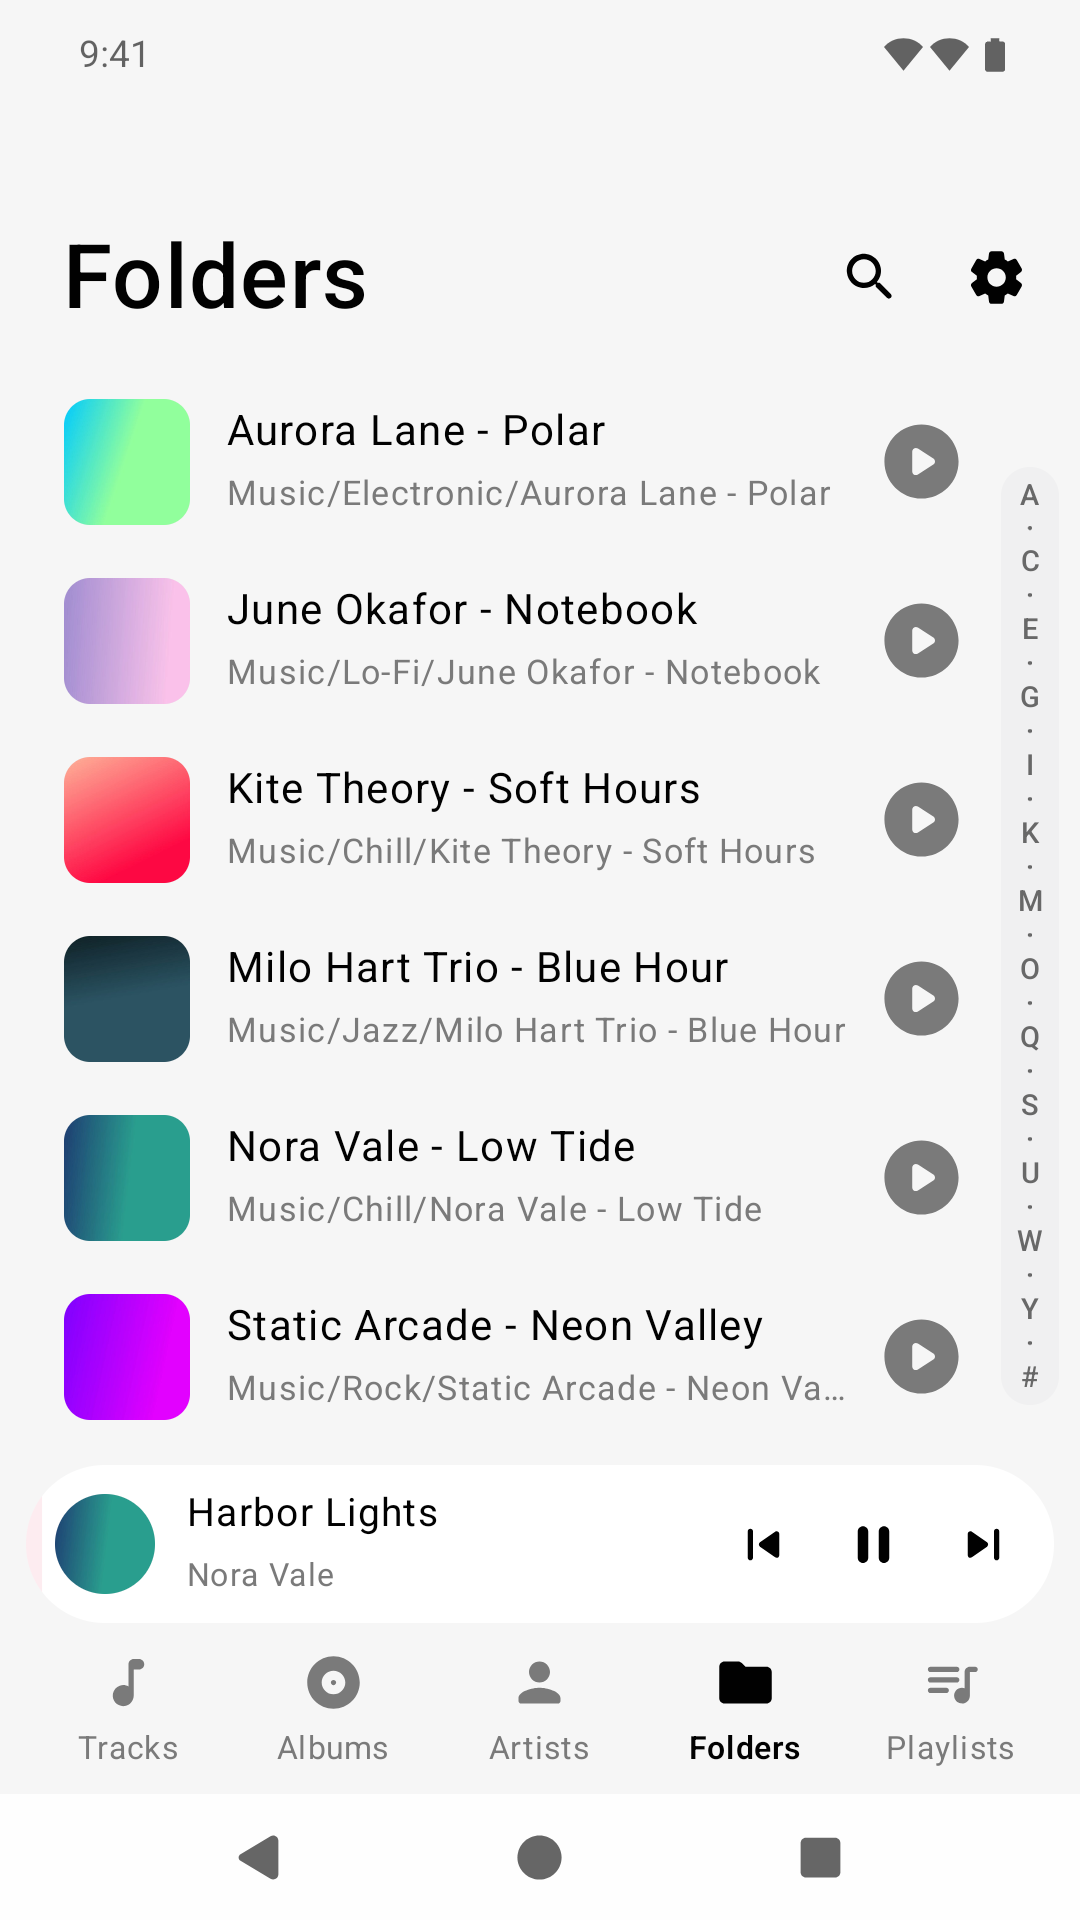 9:41
Folders
Aurora Lane - Polar
Music/Electronic/Aurora Lane - Polar
June Okafor - Notebook
Music/Lo-Fi/June Okafor - Notebook
Kite Theory - Soft Hours
Music/Chill/Kite Theory - Soft Hours
Milo Hart Trio - Blue Hour
Music/Jazz/Milo Hart Trio - Blue Hour
Nora Vale - Low Tide
Music/Chill/Nora Vale - Low Tide
Static Arcade - Neon Valley
Music/Rock/Static Arcade - Neon Va...
A
·
C
·
E
·
G
·
I
·
K
·
M
·
O
·
Q
·
S
·
U
·
W
·
Y
·
#
Harbor Lights
Nora Vale
Tracks
Albums
Artists
Folders
Playlists